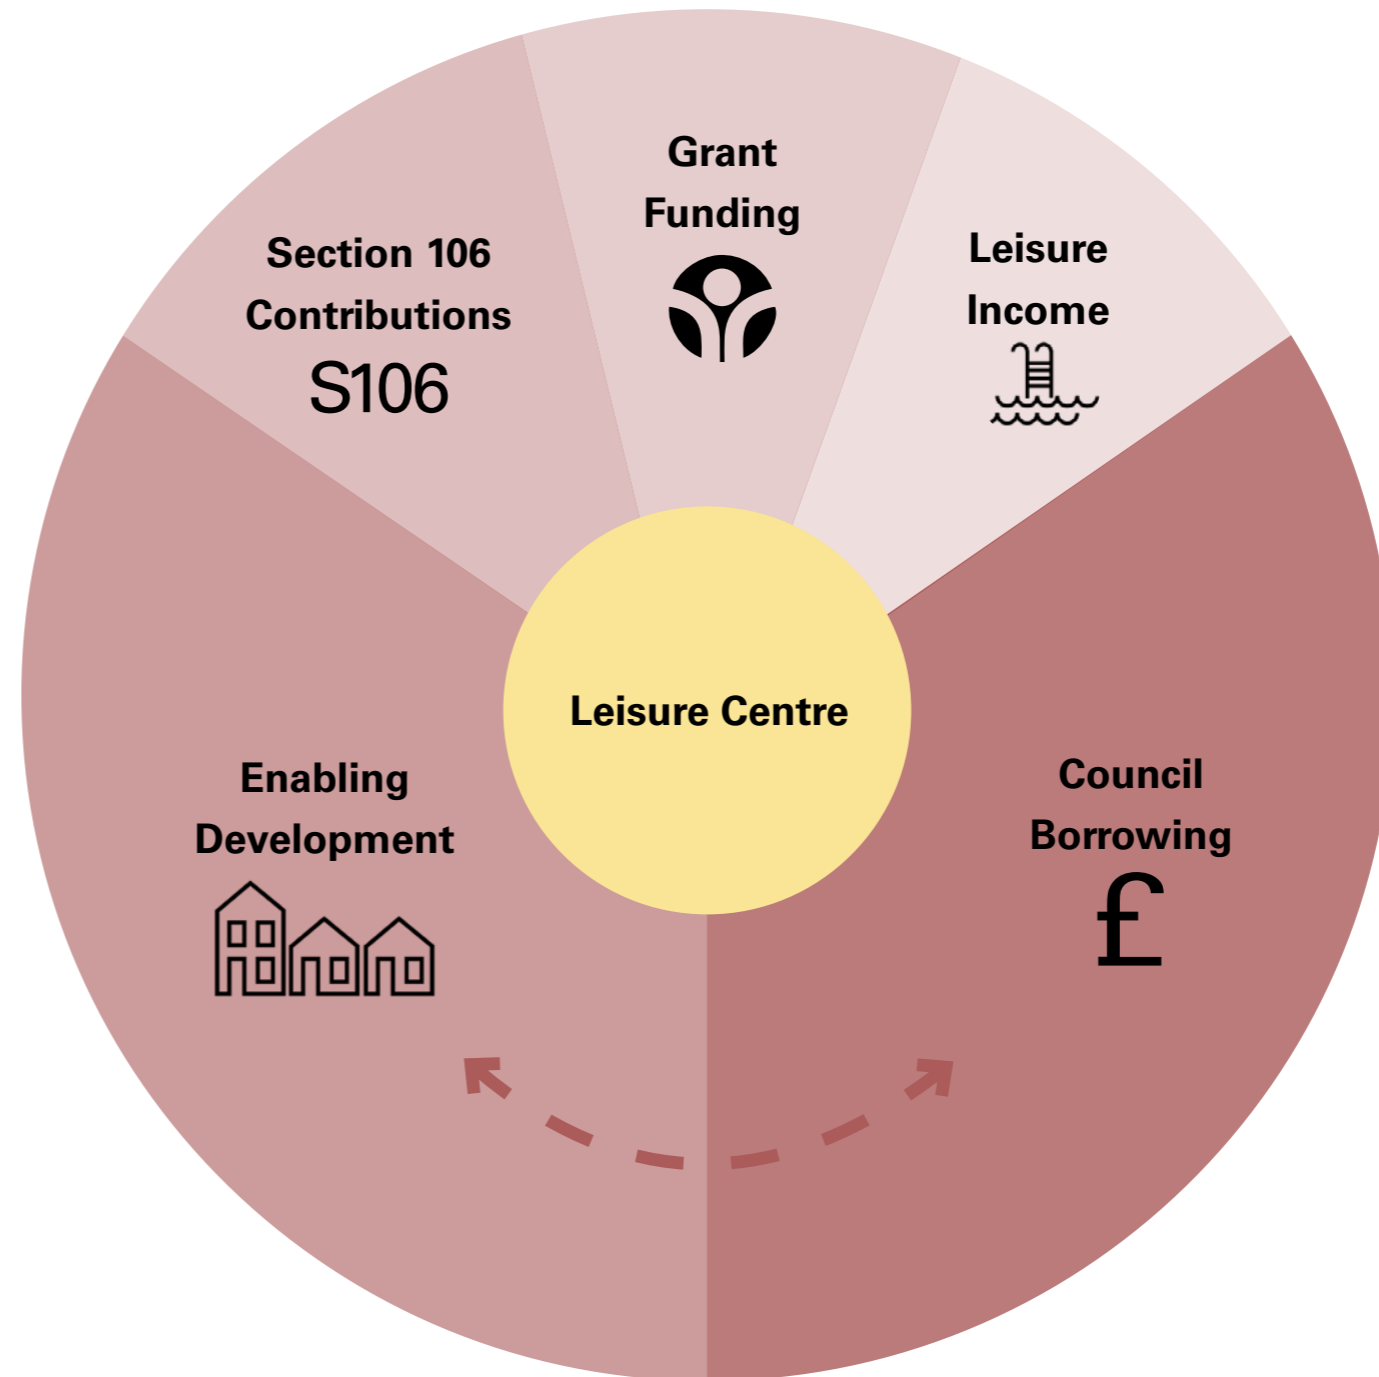 Grant
Funding
Section 106
Contributions
S106
Leisure
Income
Leisure Centre
Enabling
Development
Council
Borrowing
£